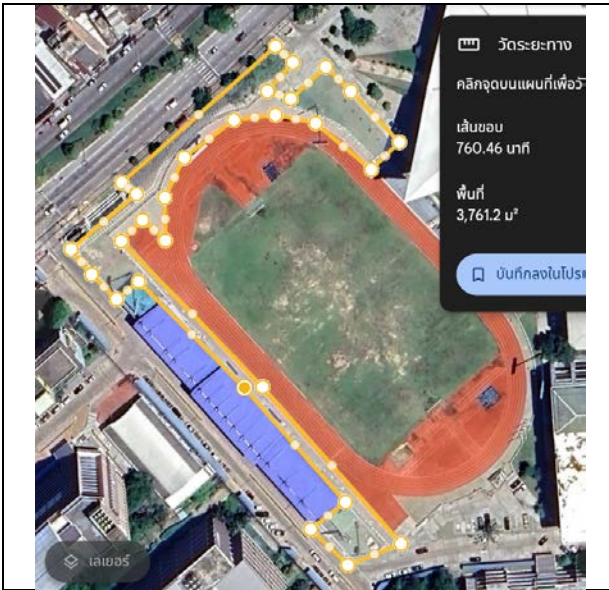 วัดระยะทาง
คลิกจุดบนแผนที่เพื่อวั
เส้นขอบ
760.46 นาที
พื้นที่
3,761.2 ม²
บันทึกลงในโปร
เลเยอร์